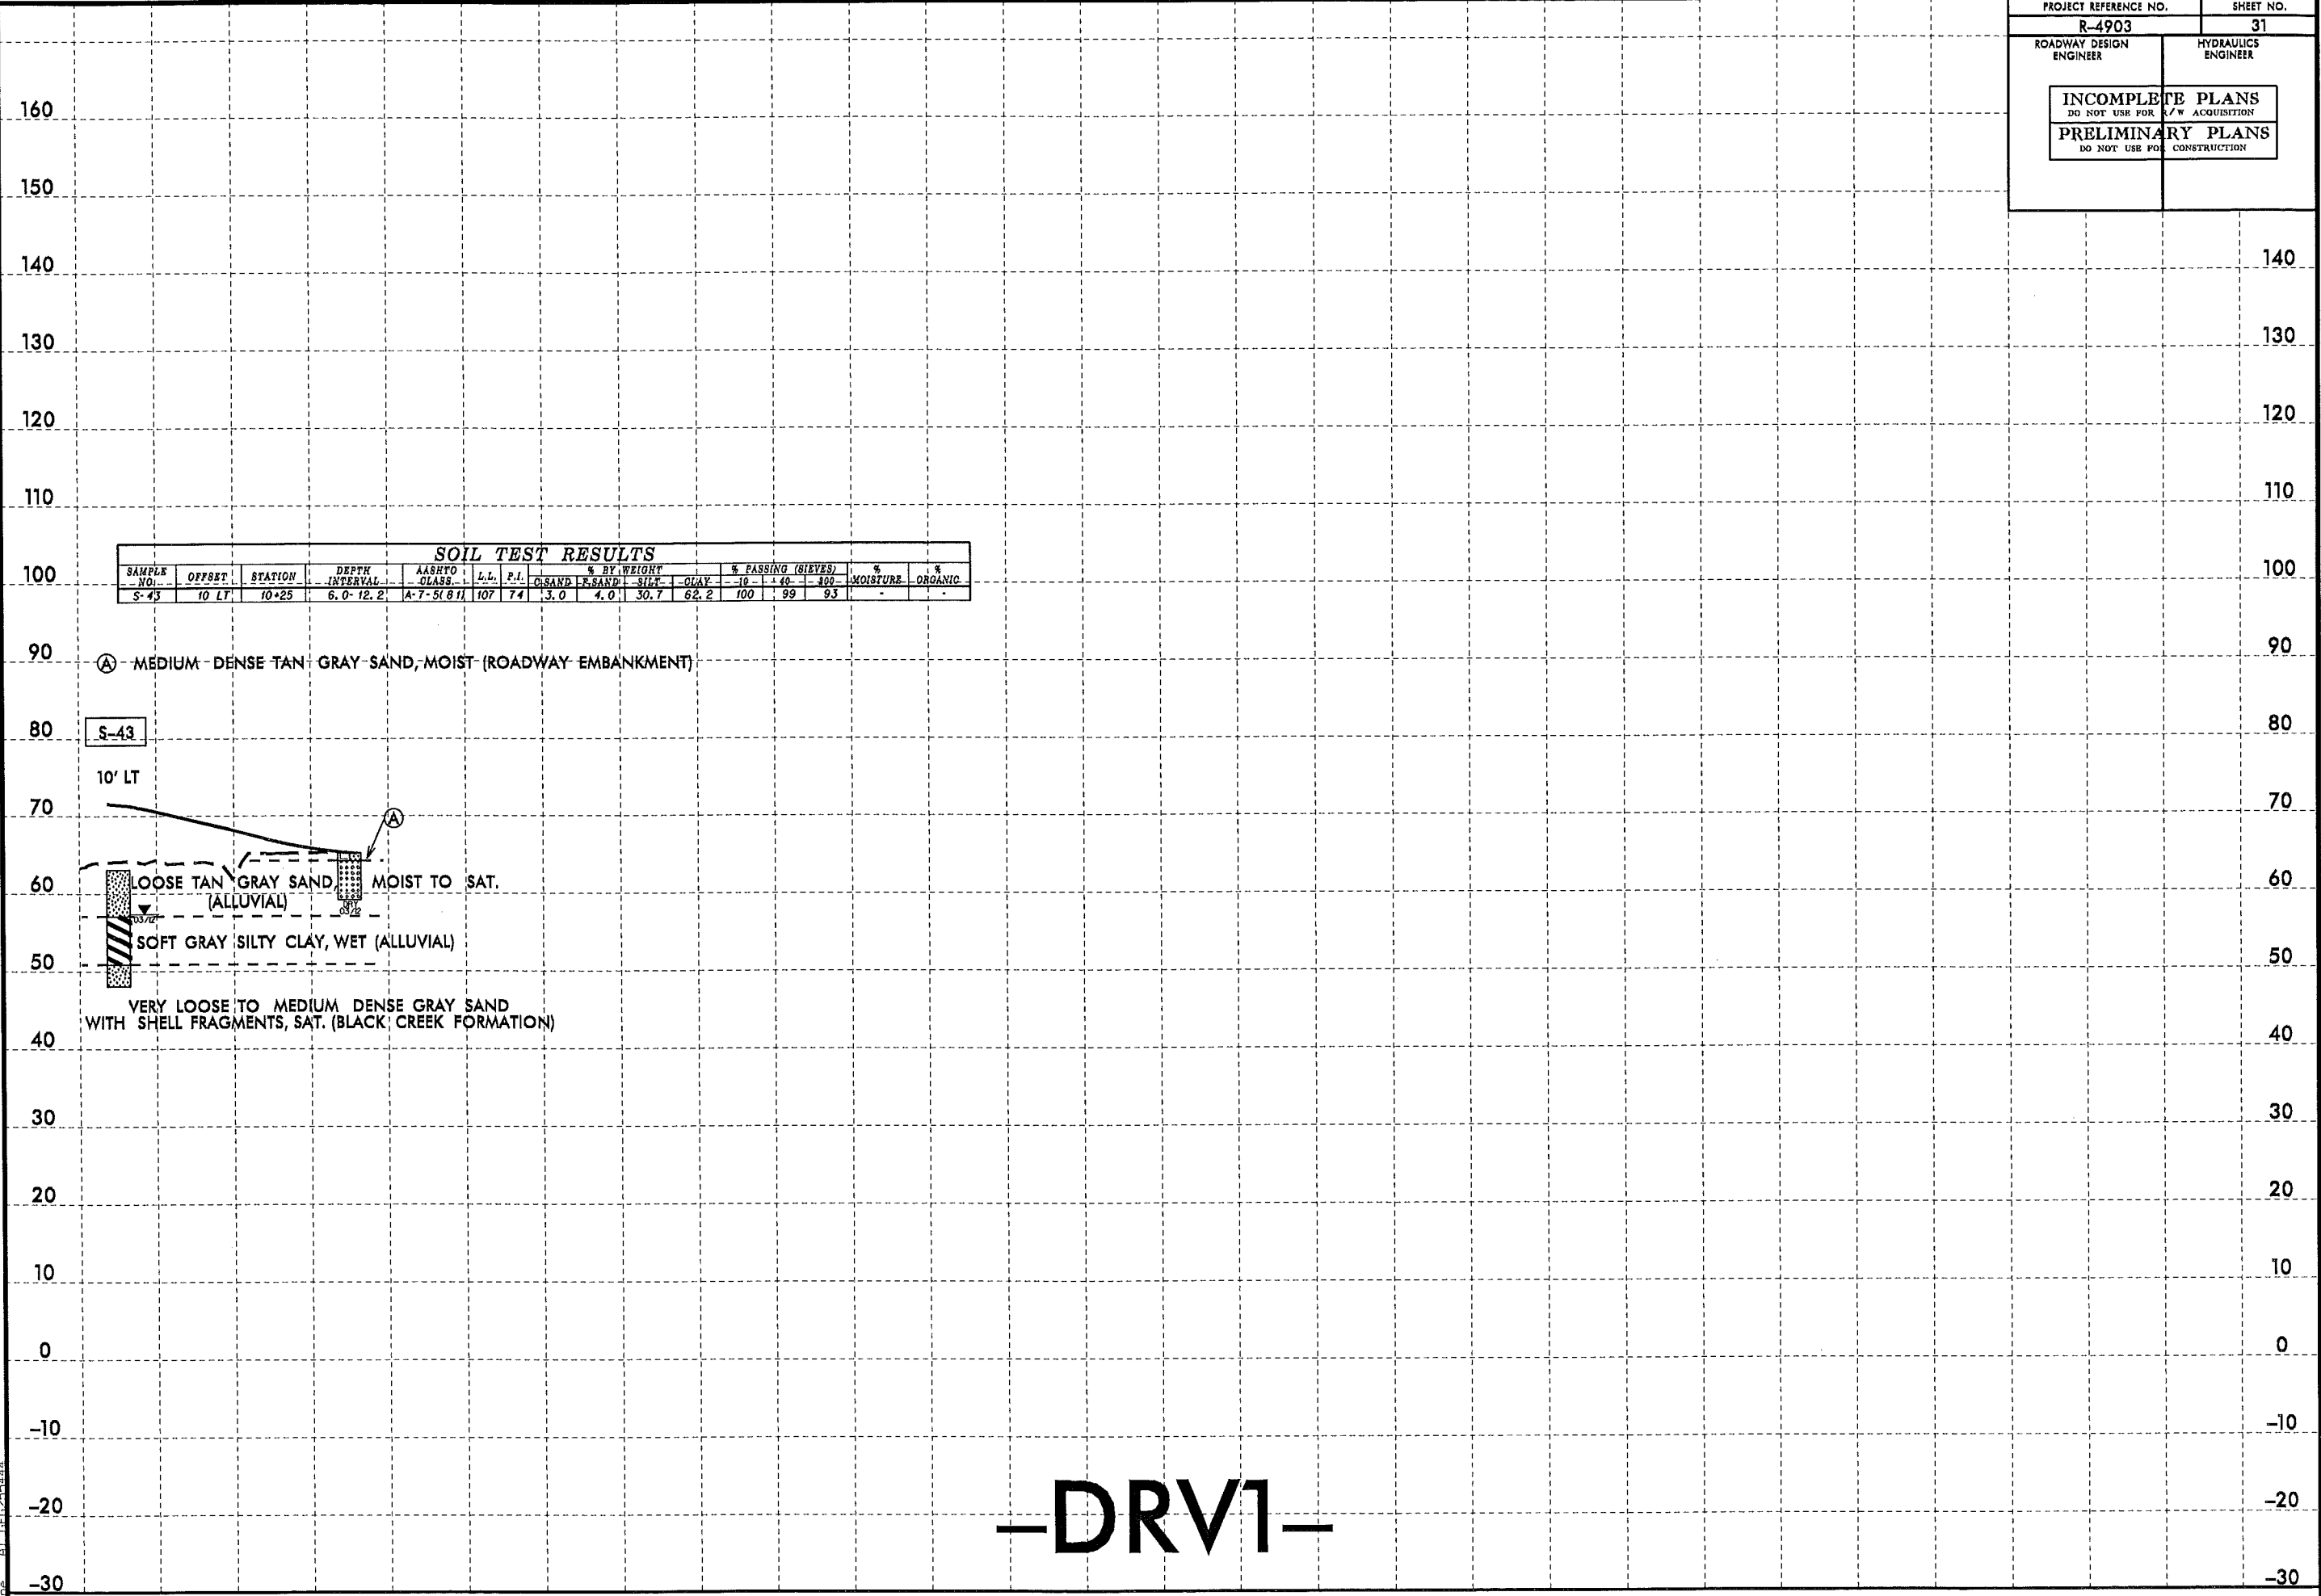 PROJECT REFERENCE NO. SHEET NO.
R-4903 31
ROADWAY DESIGN ENGINEER HYDRAULICS ENGINEER
INCOMPLETE PLANS
DO NOT USE FOR R/W ACQUISITION
PRELIMINARY PLANS
DO NOT USE FOR CONSTRUCTION
160
150
140 140
130 130
120 120
110 110
SOIL TEST RESULTS
SAMPLE NO. OFFSET STATION DEPTH INTERVAL AASHTO CLASS. L.L. P.I. % BY WEIGHT C.SAND F.SAND SILT CLAY % PASSING (SIEVES) 10 40 200 % MOISTURE % ORGANIC
S-43 10 LT 10+25 6.0-12.2 A-7-5(81) 107 74 3.0 4.0 30.7 62.2 100 99 93 - -
100 100
90 90
Ⓐ MEDIUM DENSE TAN GRAY SAND, MOIST (ROADWAY EMBANKMENT)
80 80
S-43
10' LT
70 70
Ⓐ
60 60
LOOSE TAN GRAY SAND, MOIST TO SAT.
(ALLUVIAL)
DRY
03/12
03/12
SOFT GRAY SILTY CLAY, WET (ALLUVIAL)
50 50
VERY LOOSE TO MEDIUM DENSE GRAY SAND
WITH SHELL FRAGMENTS, SAT. (BLACK CREEK FORMATION)
40 40
30 30
20 20
10 10
0 0
-10 -10
-20 -20
-DRV1-
-30 -30